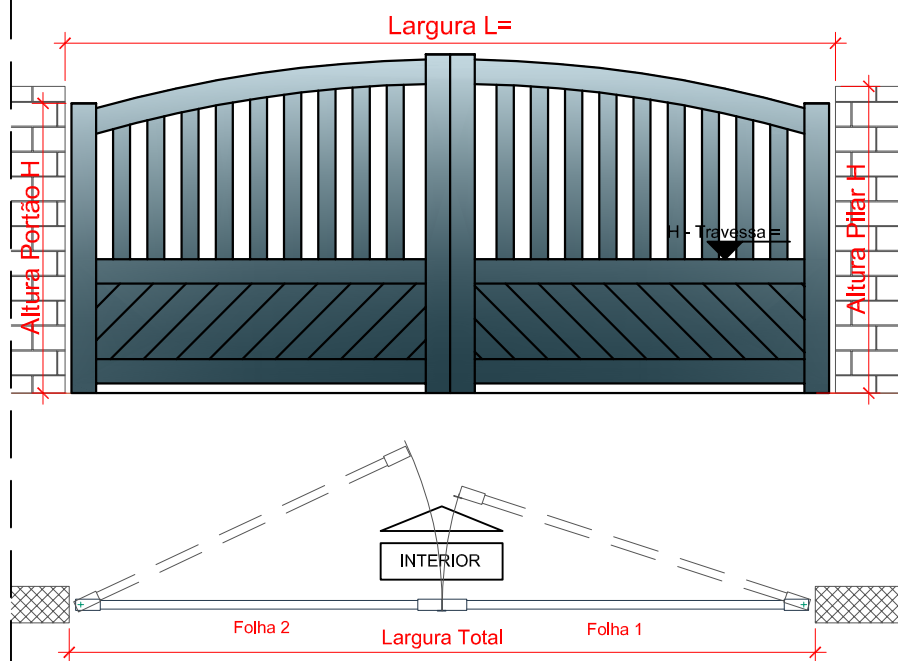 Largura L=
Altura Portão H
Altura Pilar H
H - Travessa =
INTERIOR
Folha 2
Folha 1
Largura Total